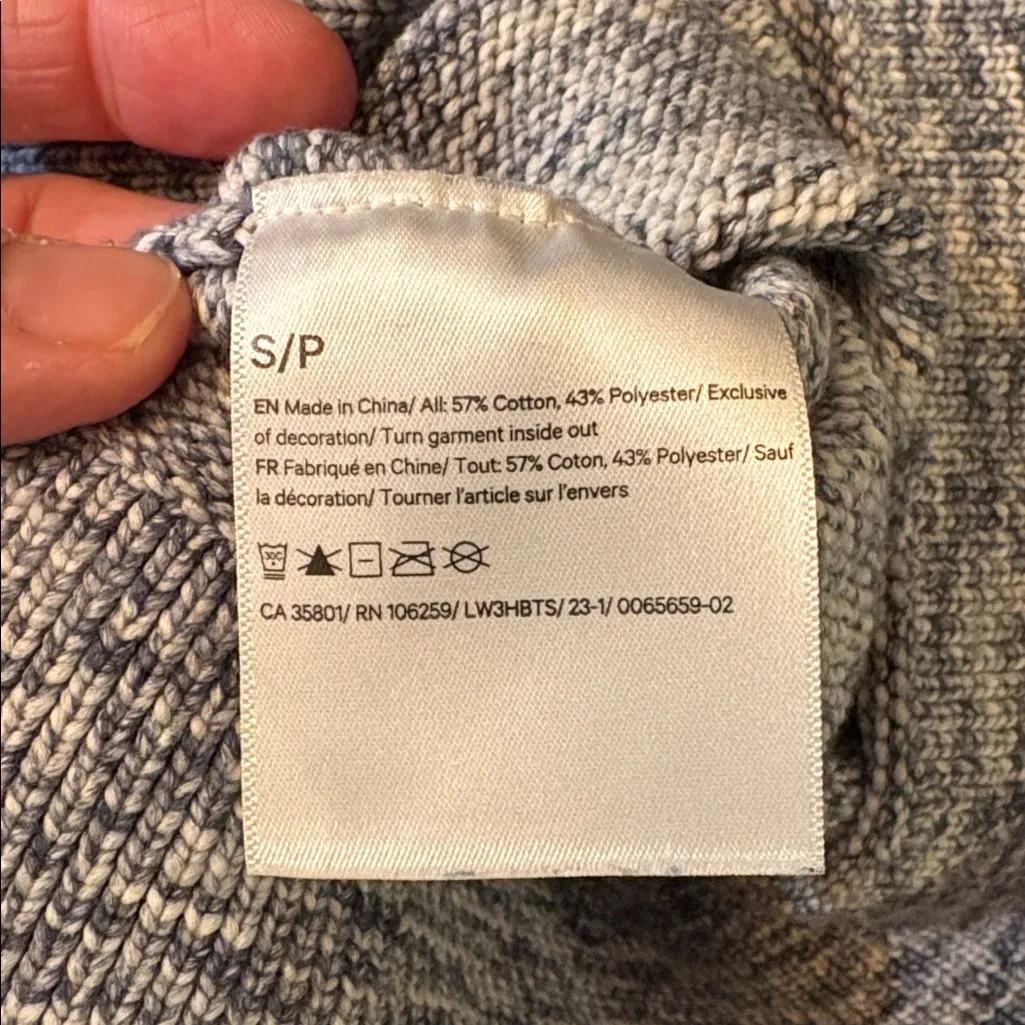 S/P
EN Made in China/ All: 57% Cotton, 43% Polyester/ Exclusive
of decoration/ Turn garment inside out
FR Fabriqué en Chine/ Tout: 57% Coton, 43% Polyester/ Sauf
la décoration/ Tourner l'article sur l'envers
30C
CA 35801/ RN 106259/ LW3HBTS/ 23-1/ 0065659-02